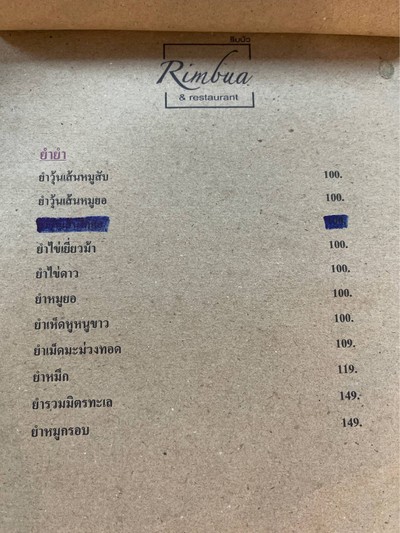 ริมบัว
Rimbua
& restaurant
ยำยำ
ยำวุ้นเส้นหมูสับ 100.
ยำวุ้นเส้นหมูยอ 100.
ยำไข่เยี่ยวม้า 100.
ยำไข่ดาว 100.
ยำหมูยอ 100.
ยำเห็ดหูหนูขาว 100.
ยำเม็ดมะม่วงทอด 109.
ยำหมึก 119.
ยำรวมมิตรทะเล 149.
ยำหมูกรอบ 149.